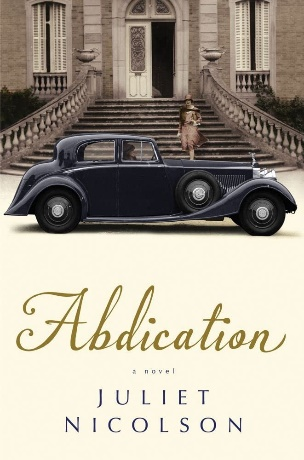 Abdication
a novel
JULIET
NICOLSON